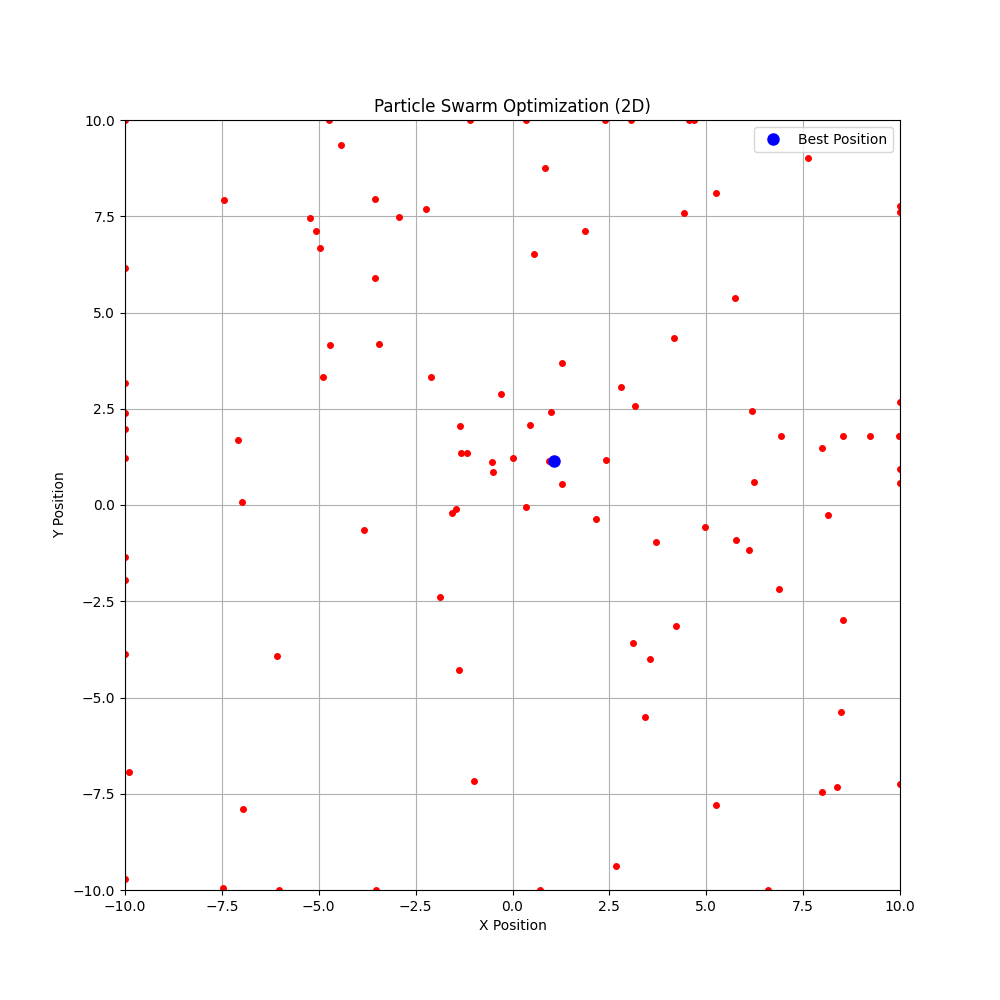 Particle Swarm Optimization (2D)
Best Position
10.0
7.5
5.0
2.5
0.0
−2.5
−5.0
−7.5
−10.0
Y Position
−10.0 −7.5 −5.0 −2.5 0.0 2.5 5.0 7.5 10.0
X Position